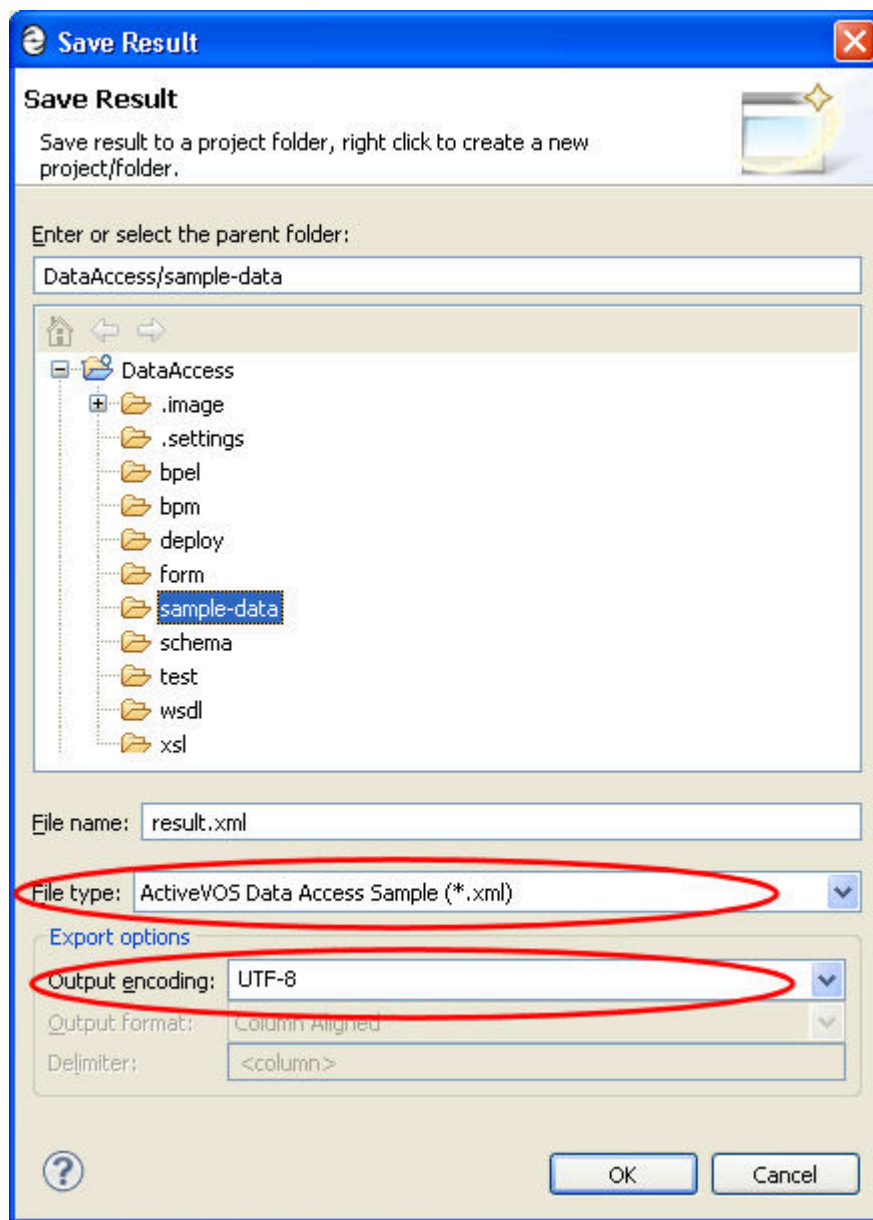 Save Result
Save Result
Save result to a project folder, right click to create a new
project/folder.
Enter or select the parent folder:
DataAccess/sample-data
DataAccess
.image
.settings
bpel
bpm
deploy
form
sample-data
schema
test
wsdl
xsl
File name: result.xml
File type: ActiveVOS Data Access Sample (*.xml)
Export options
Output encoding: UTF-8
Output format: Column Aligned
Delimiter: <column>
? OK Cancel